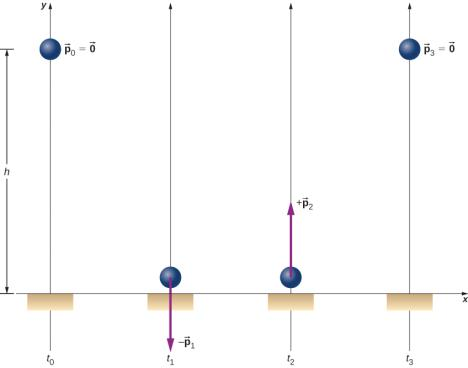 y
p⃗₀ = 0⃗
p⃗₃ = 0⃗
h
+p⃗₂
x
−p⃗₁
t₀ t₁ t₂ t₃